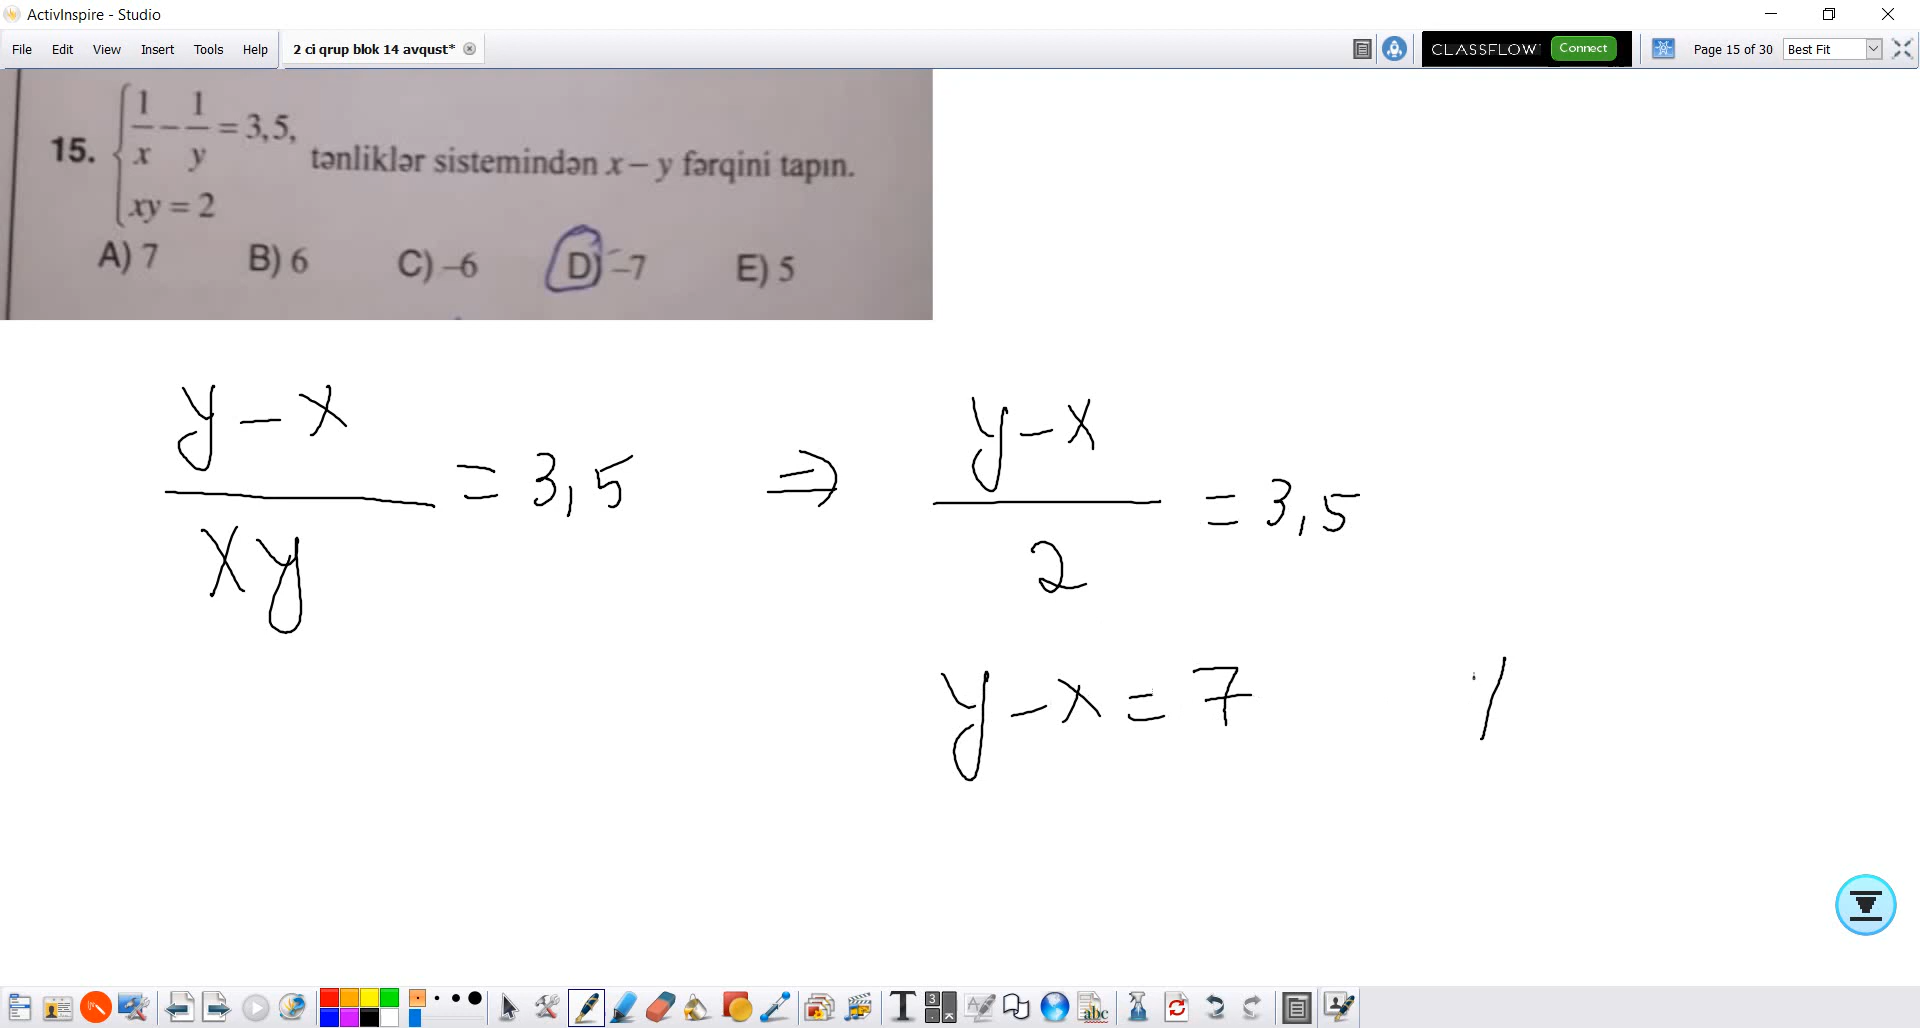 ActivInspire - Studio
File Edit View Insert Tools Help 2 ci qrup blok 14 avqust* CLASSFLOW Connect Page 15 of 30 Best Fit
15. { 1/x − 1/y = 3,5,
xy = 2
tənliklər sistemindən x − y fərqini tapın.
A) 7 B) 6 C) −6 D) −7 E) 5
y − x / xy = 3,5 ⇒ y − x / 2 = 3,5
y − x = 7